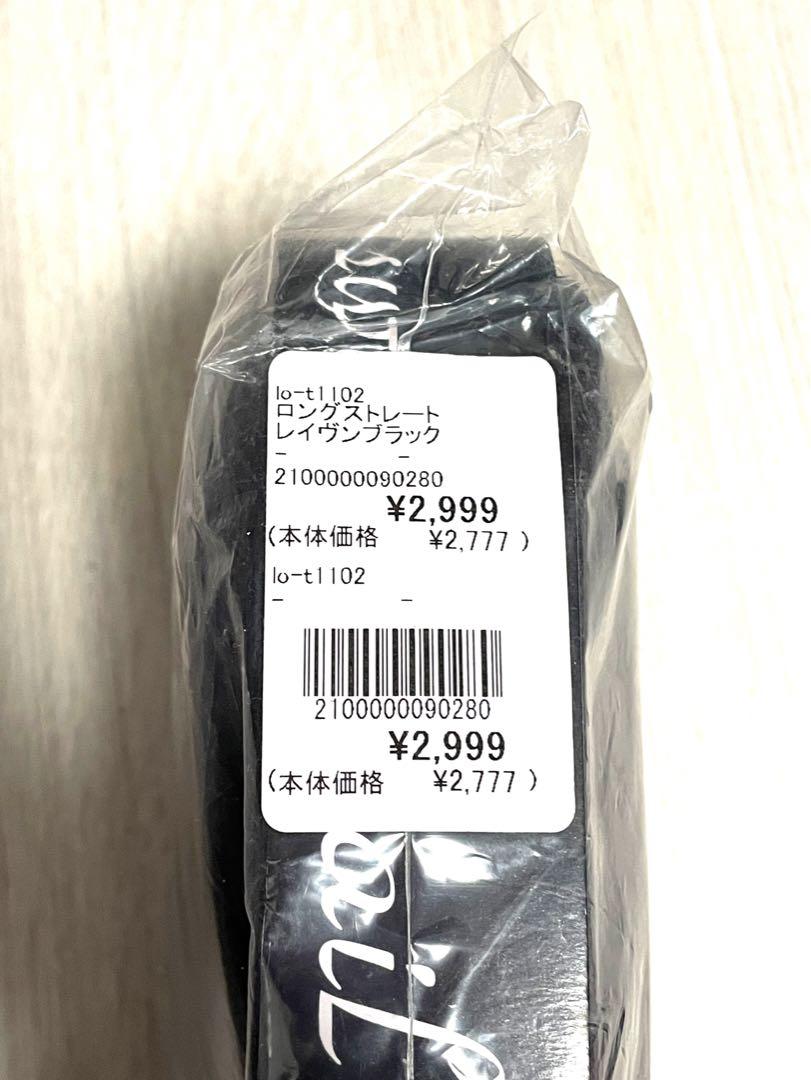 lo-t1102
ロングストレート
レイヴンブラック
- -
2100000090280
¥2,999
(本体価格 ¥2,777 )
lo-t1102
- -
2100000090280
¥2,999
(本体価格 ¥2,777 )